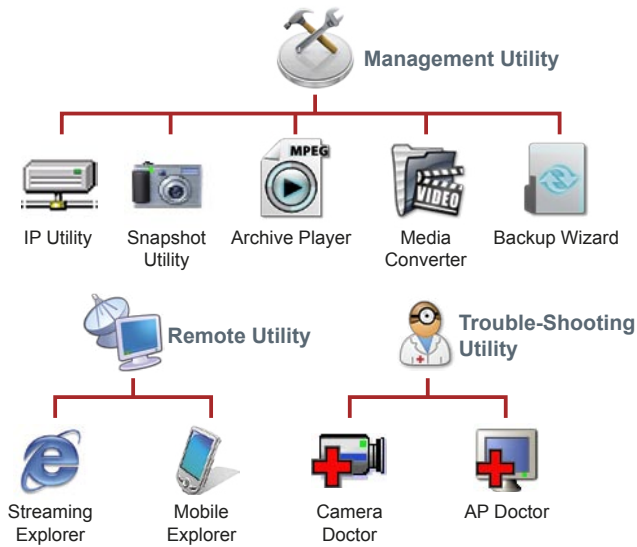 Management Utility
MPEG
VIDEO
IP Utility
Snapshot
Utility
Archive Player
Media
Converter
Backup Wizard
Remote Utility
Trouble-Shooting
Utility
Streaming
Explorer
Mobile
Explorer
Camera
Doctor
AP Doctor